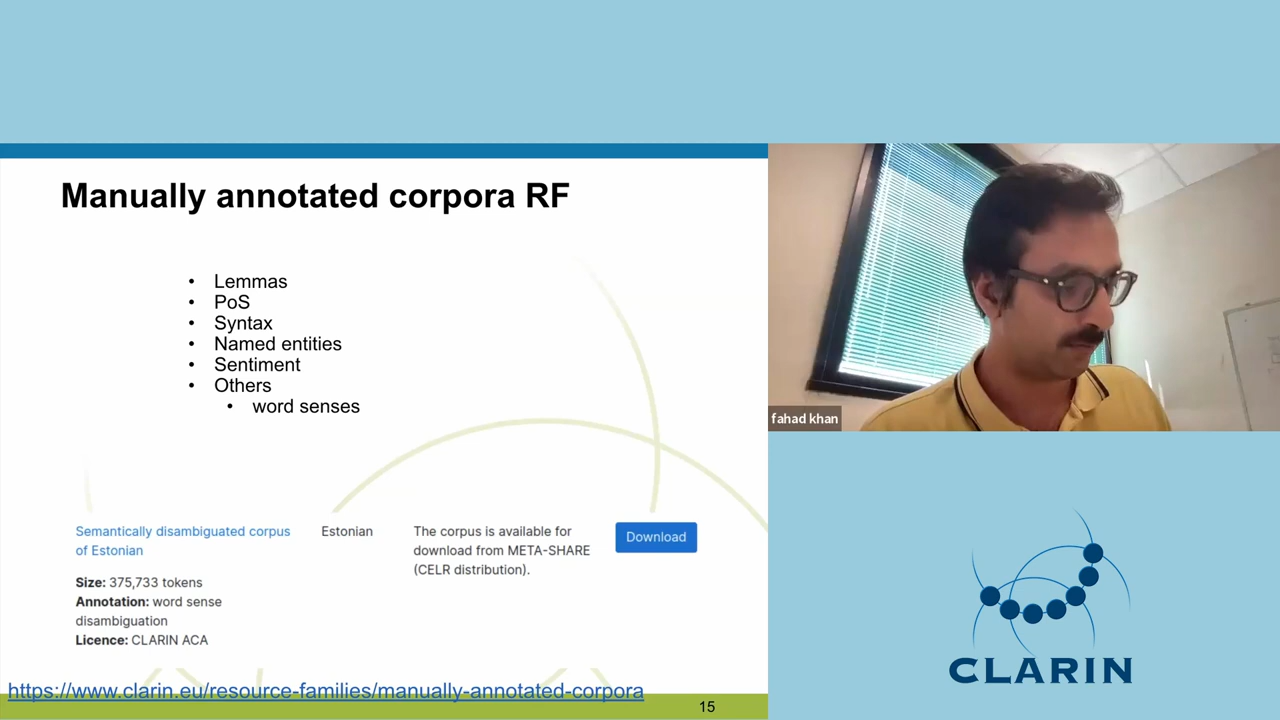 Manually annotated corpora RF
• Lemmas
• PoS
• Syntax
• Named entities
• Sentiment
• Others
• word senses
Semantically disambiguated corpus
of Estonian
Size: 375,733 tokens
Annotation: word sense
disambiguation
Licence: CLARIN ACA
Estonian
The corpus is available for
download from META-SHARE
(CELR distribution).
Download
https://www.clarin.eu/resource-families/manually-annotated-corpora
15
fahad khan
CLARIN